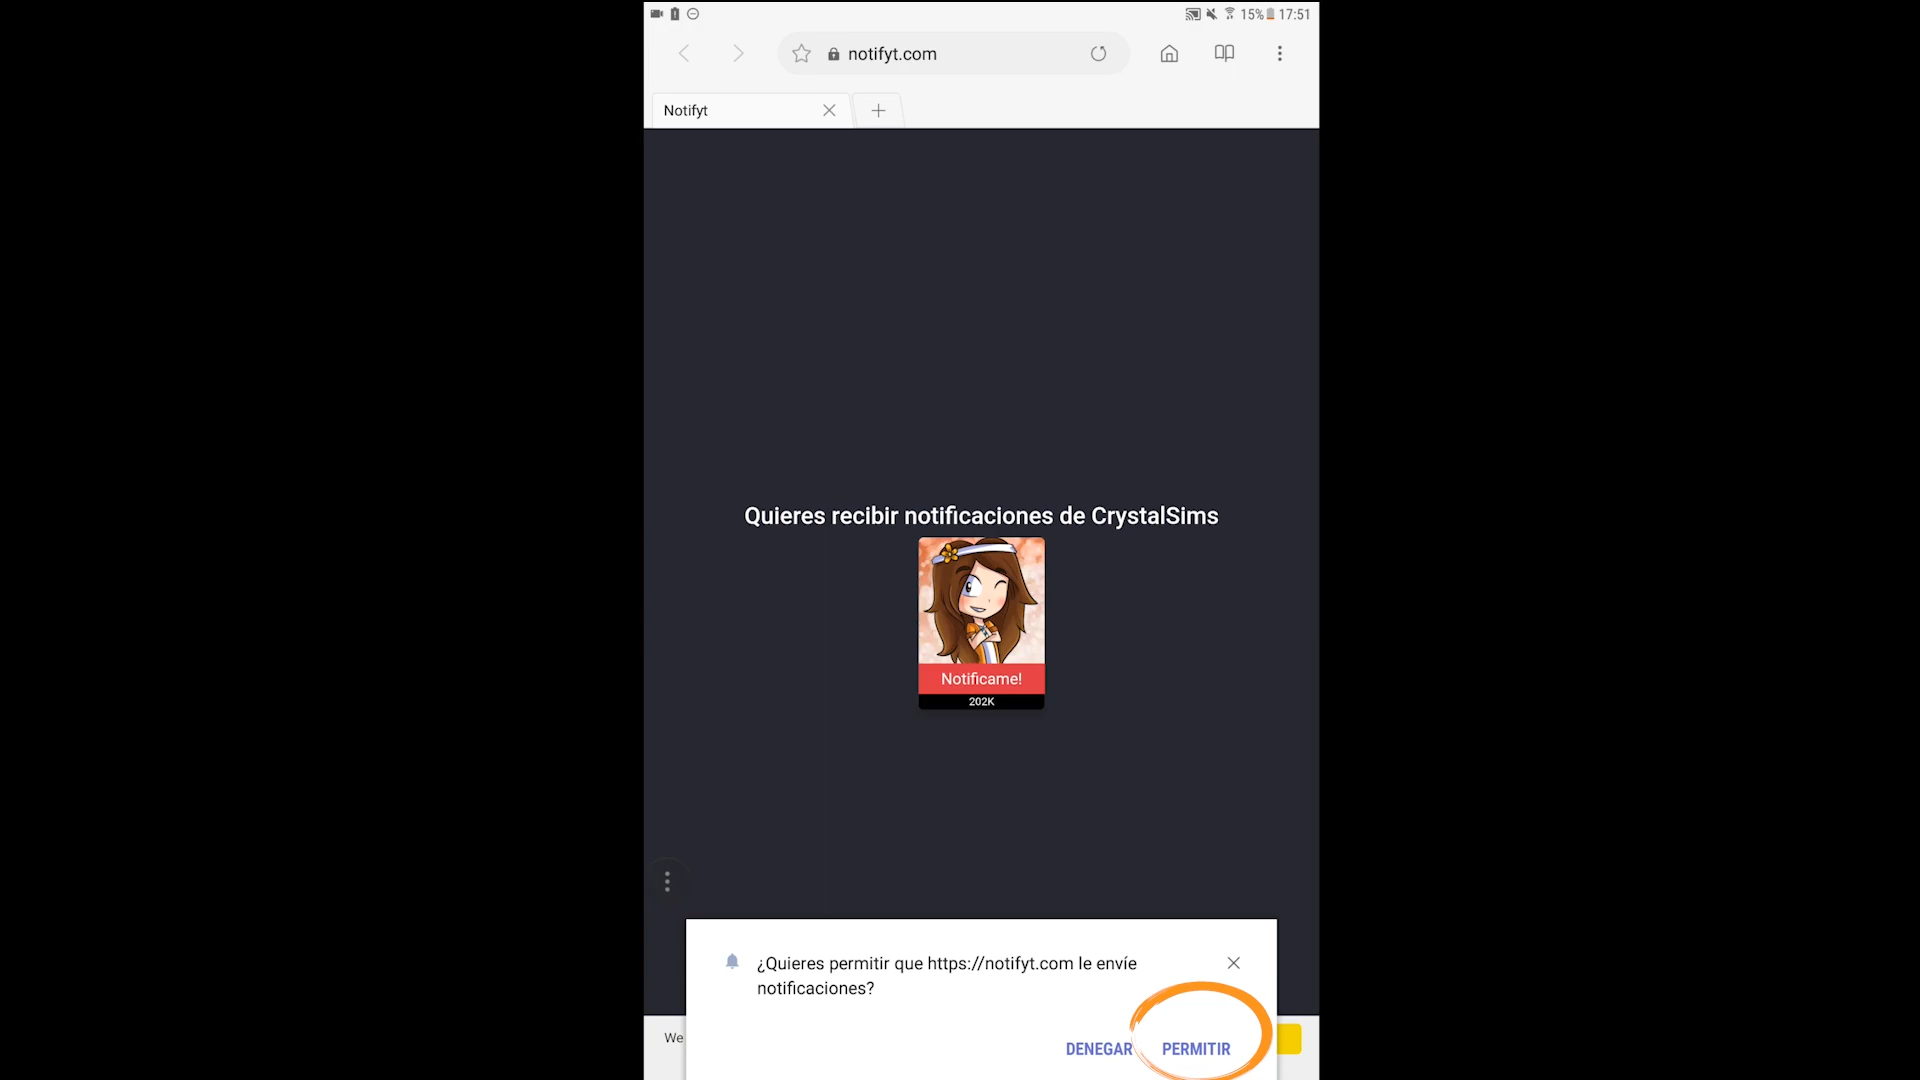 15% 17:51
notifyt.com
Notifyt
Quieres recibir notificaciones de CrystalSims
Notificame!
202K
¿Quieres permitir que https://notifyt.com le envíe
notificaciones?
We
DENEGAR PERMITIR